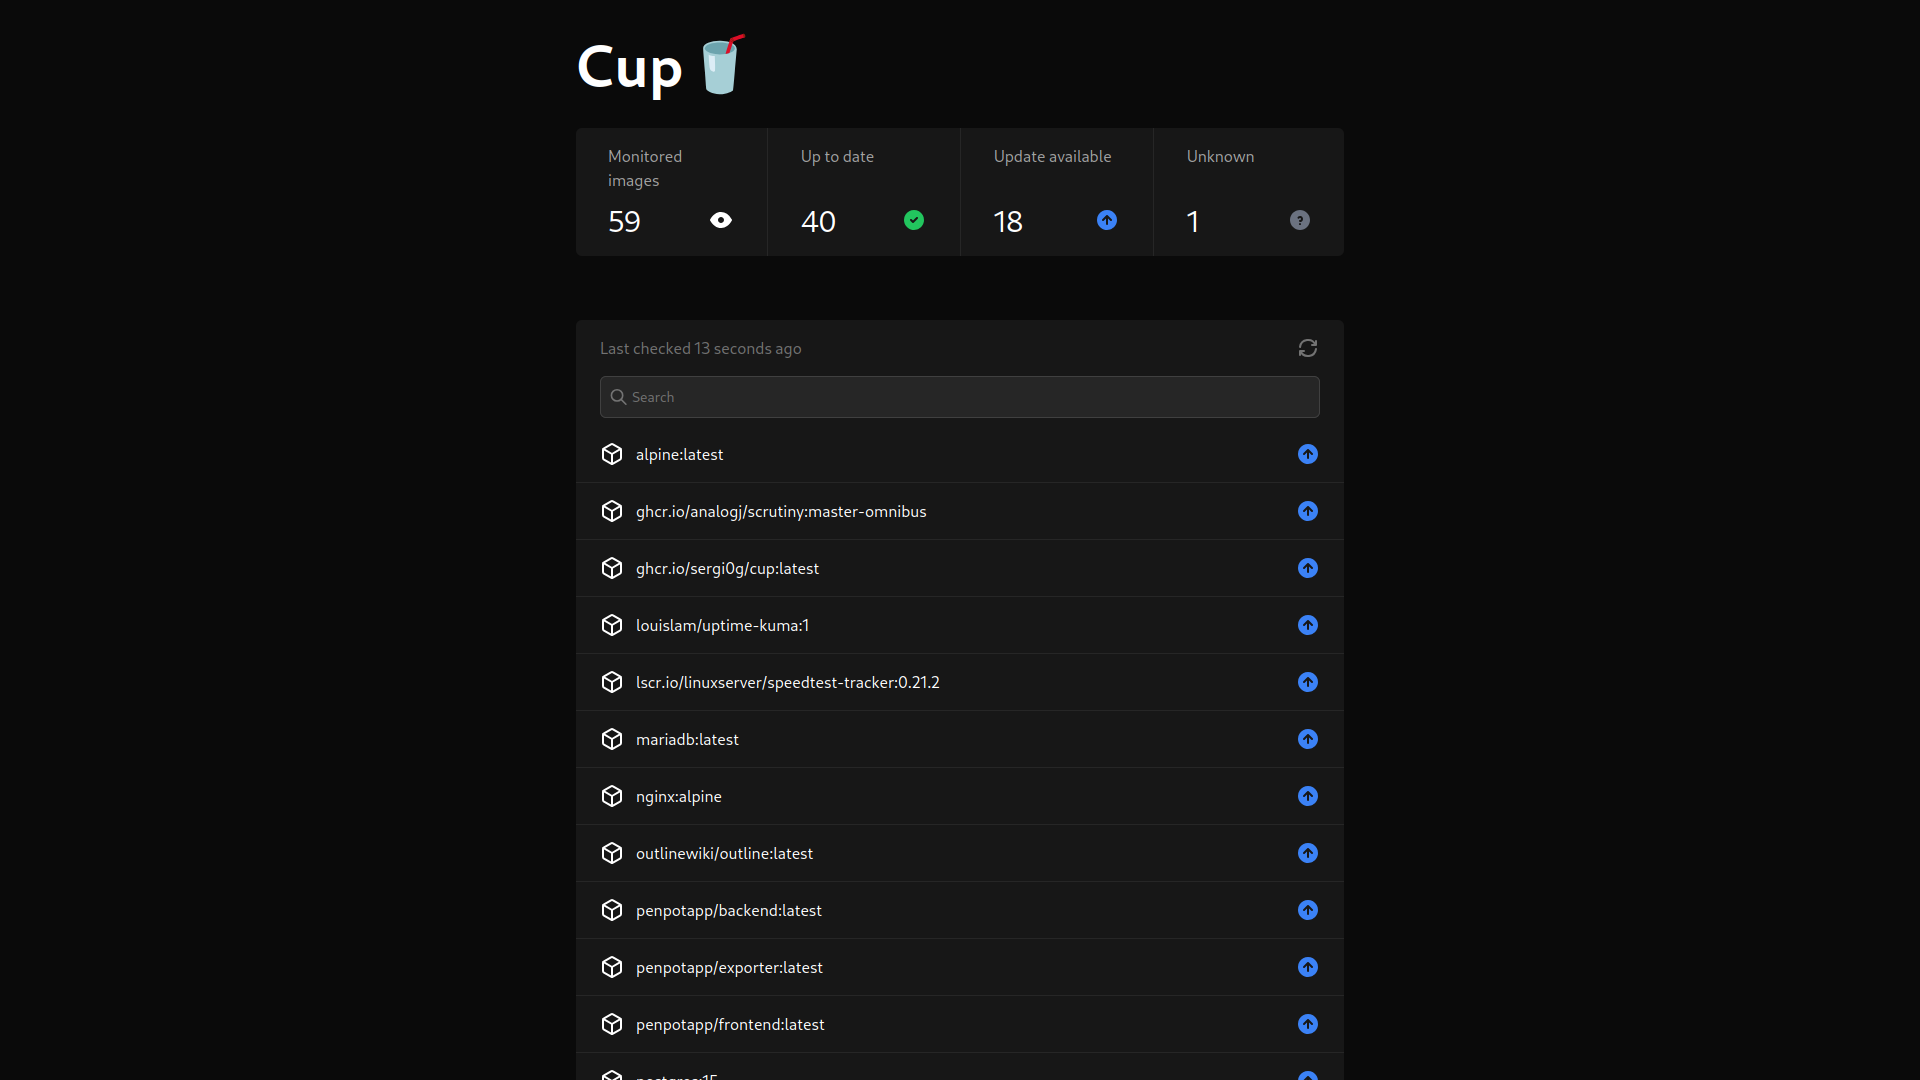 Cup
Monitored images
59
Up to date
40
Update available
18
Unknown
1
?
Last checked 13 seconds ago
Search
alpine:latest
ghcr.io/analogj/scrutiny:master-omnibus
ghcr.io/sergi0g/cup:latest
louislam/uptime-kuma:1
lscr.io/linuxserver/speedtest-tracker:0.21.2
mariadb:latest
nginx:alpine
outlinewiki/outline:latest
penpotapp/backend:latest
penpotapp/exporter:latest
penpotapp/frontend:latest
postgres:15